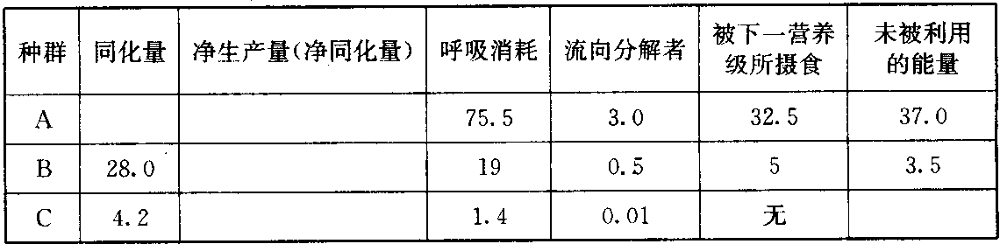 种群 同化量 净生产量(净同化量) 呼吸消耗 流向分解者 被下一营养级所摄食 未被利用的能量
A 75.5 3.0 32.5 37.0
B 28.0 19 0.5 5 3.5
C 4.2 1.4 0.01 无